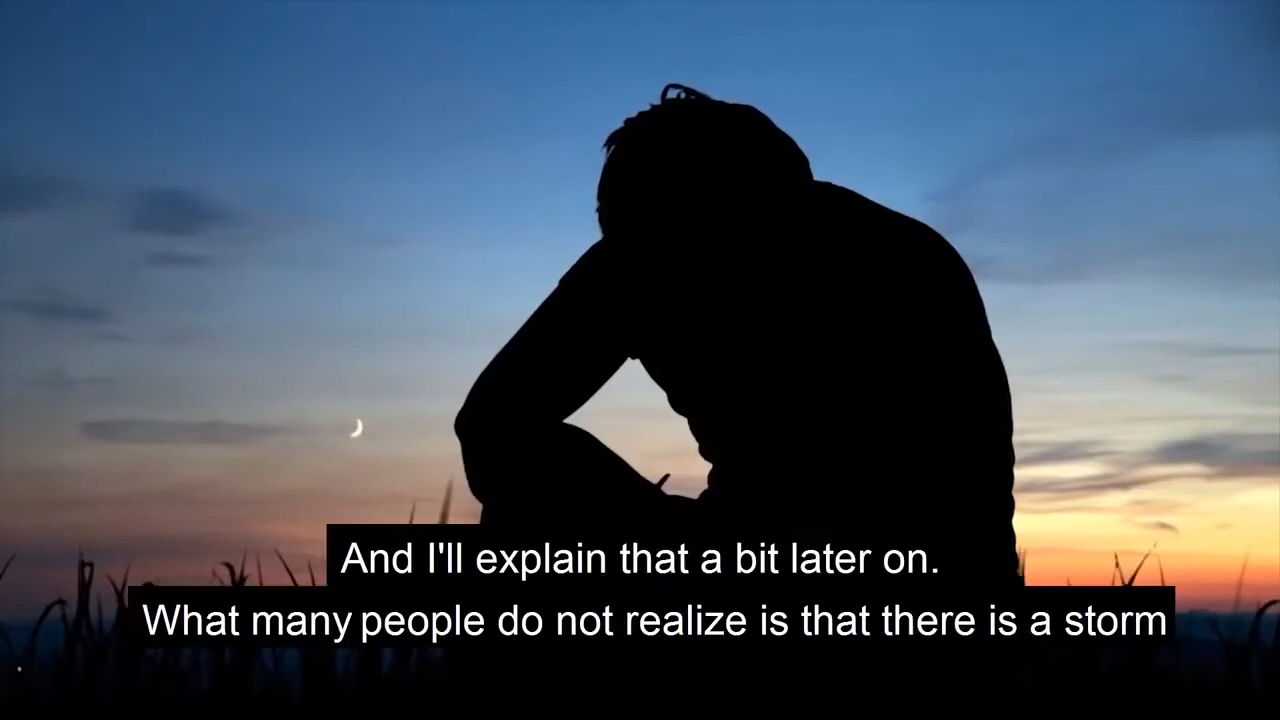 And I'll explain that a bit later on.
What many people do not realize is that there is a storm